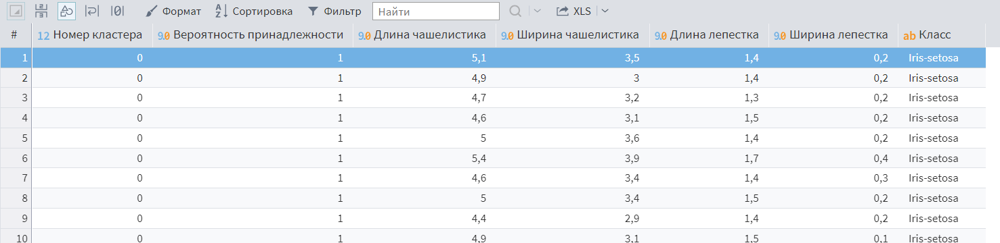 Формат Сортировка Фильтр Найти XLS
# 12 Номер кластера 9.0 Вероятность принадлежности 9.0 Длина чашелистика 9.0 Ширина чашелистика 9.0 Длина лепестка 9.0 Ширина лепестка ab Класс
1 0 1 5,1 3,5 1,4 0,2 Iris-setosa
2 0 1 4,9 3 1,4 0,2 Iris-setosa
3 0 1 4,7 3,2 1,3 0,2 Iris-setosa
4 0 1 4,6 3,1 1,5 0,2 Iris-setosa
5 0 1 5 3,6 1,4 0,2 Iris-setosa
6 0 1 5,4 3,9 1,7 0,4 Iris-setosa
7 0 1 4,6 3,4 1,4 0,3 Iris-setosa
8 0 1 5 3,4 1,5 0,2 Iris-setosa
9 0 1 4,4 2,9 1,4 0,2 Iris-setosa
10 0 1 4,9 3,1 1,5 0,1 Iris-setosa